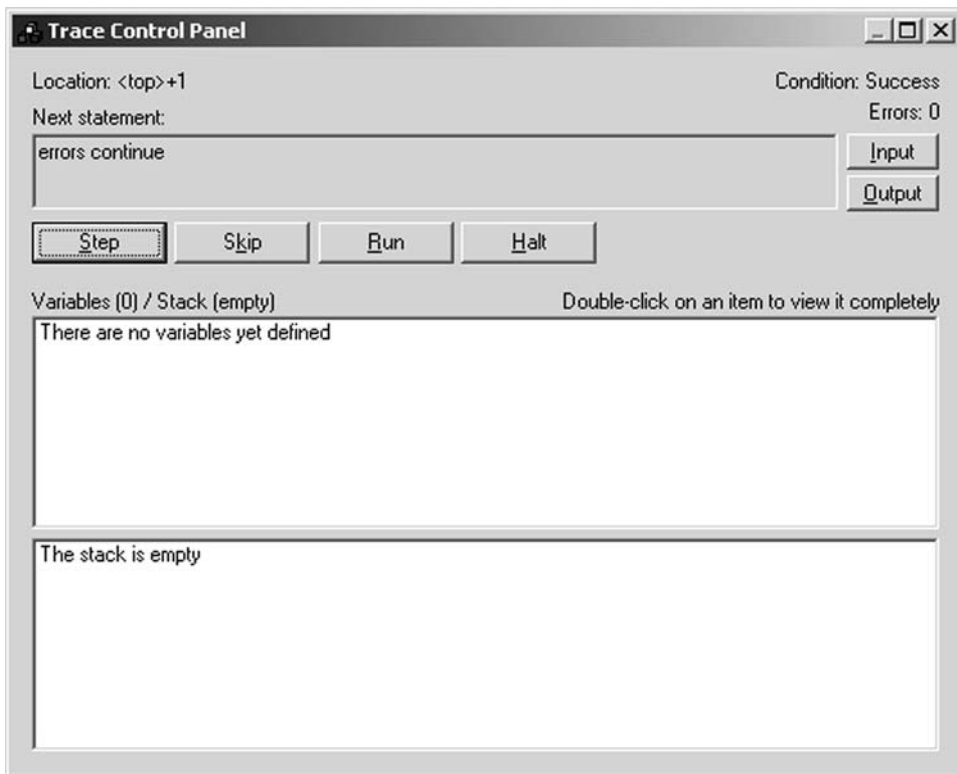 Trace Control Panel
Location: <top>+1
Condition: Success
Next statement:
Errors: 0
errors continue
Input
Output
Step
Skip
Run
Halt
Variables (0) / Stack (empty)
Double-click on an item to view it completely
There are no variables yet defined
The stack is empty